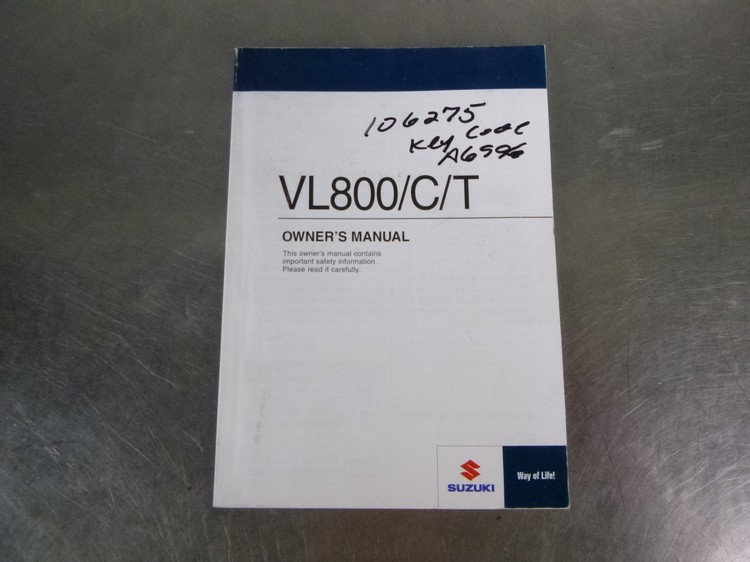 106275
Key Code
A6596
VL800/C/T
OWNER'S MANUAL
This owner's manual contains
important safety information.
Please read it carefully.
SUZUKI
Way of Life!